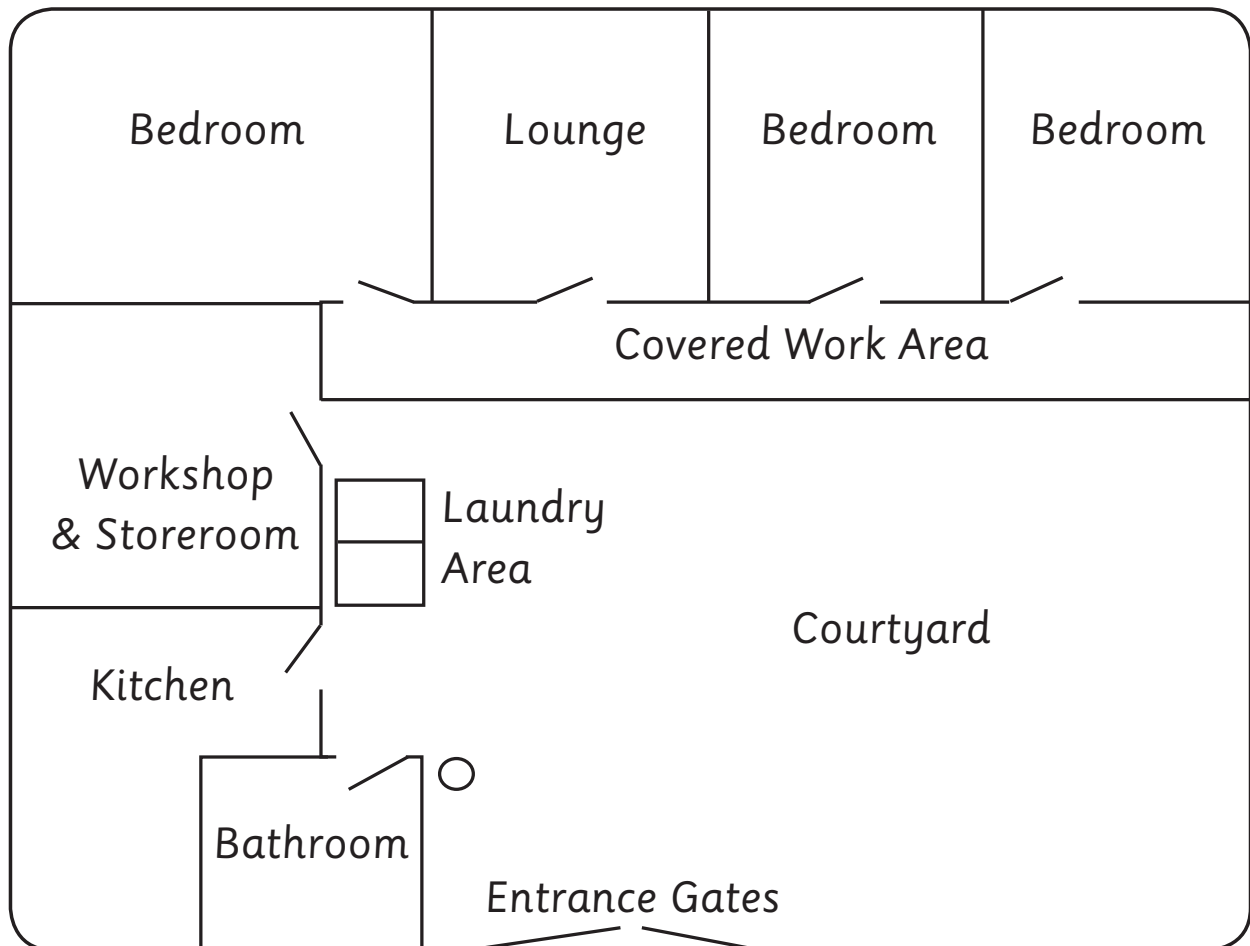 Bedroom
Lounge
Bedroom
Bedroom
Covered Work Area
Workshop
& Storeroom
Laundry
Area
Courtyard
Kitchen
Bathroom
Entrance Gates